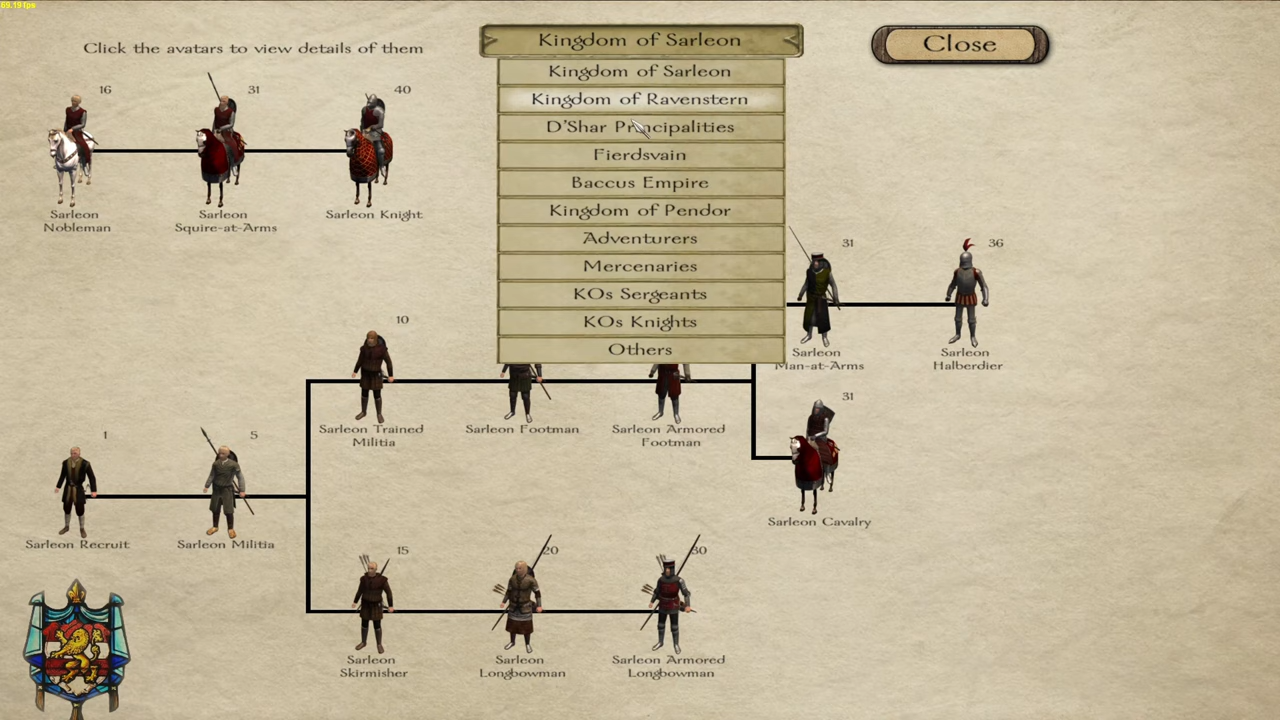 69.19 fps
Click the avatars to view details of them
Kingdom of Sarleon
Close
Kingdom of Sarleon
Kingdom of Ravenstern
D'Shar Principalities
Fierdsvain
Baccus Empire
Kingdom of Pendor
Adventurers
Mercenaries
KOs Sergeants
KOs Knights
Others
16
31
40
Sarleon
Nobleman
Sarleon
Squire-at-Arms
Sarleon Knight
31
36
Sarleon
Man-at-Arms
Sarleon
Halberdier
10
Sarleon Trained
Militia
Sarleon Footman
Sarleon Armored
Footman
31
Sarleon Cavalry
1
5
Sarleon Recruit
Sarleon Militia
15
20
30
Sarleon
Skirmisher
Sarleon
Longbowman
Sarleon Armored
Longbowman